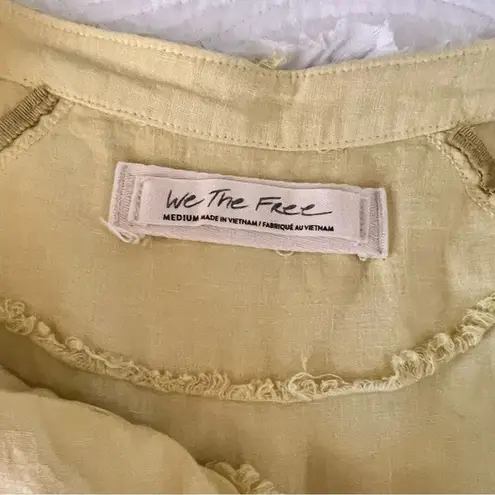 We The Free
MEDIUM MADE IN VIETNAM / FABRIQUÉ AU VIETNAM